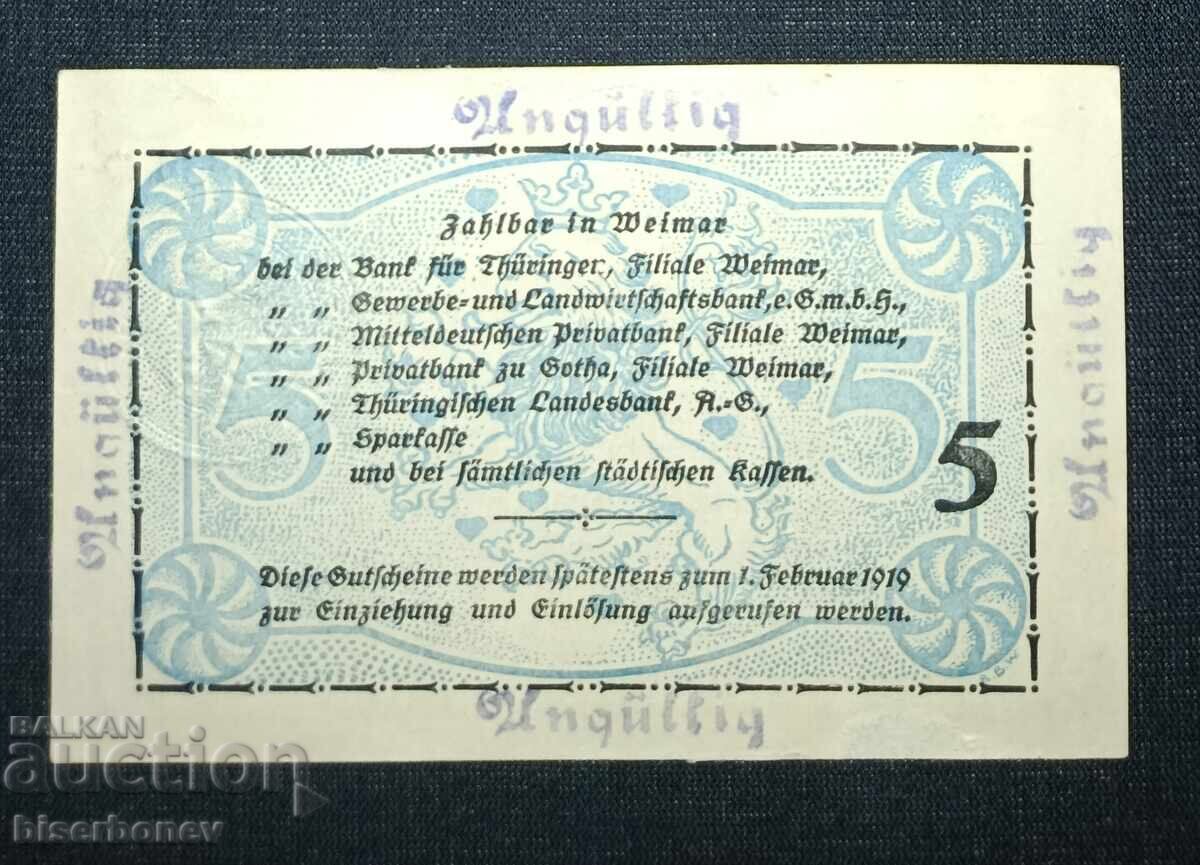 Ungültig
Zahlbar in Weimar
bei der Bank für Thüringen, Filiale Weimar,
„ „ Gewerbe- und Landwirtschaftsbank, e.G.m.b.H.,
„ „ Mitteldeutschen Privatbank, Filiale Weimar,
„ „ Privatbank zu Gotha, Filiale Weimar,
„ „ Thüringischen Landesbank, A.-G.,
„ „ Sparkasse
und bei sämtlichen städtischen Kassen.
5
5
5
Diese Gutscheine werden spätestens zum 1. Februar 1919
zur Einziehung und Einlösung aufgerufen werden.
Ungültig
Ungültig
Ungültig
BALKAN
auction
biserbonev